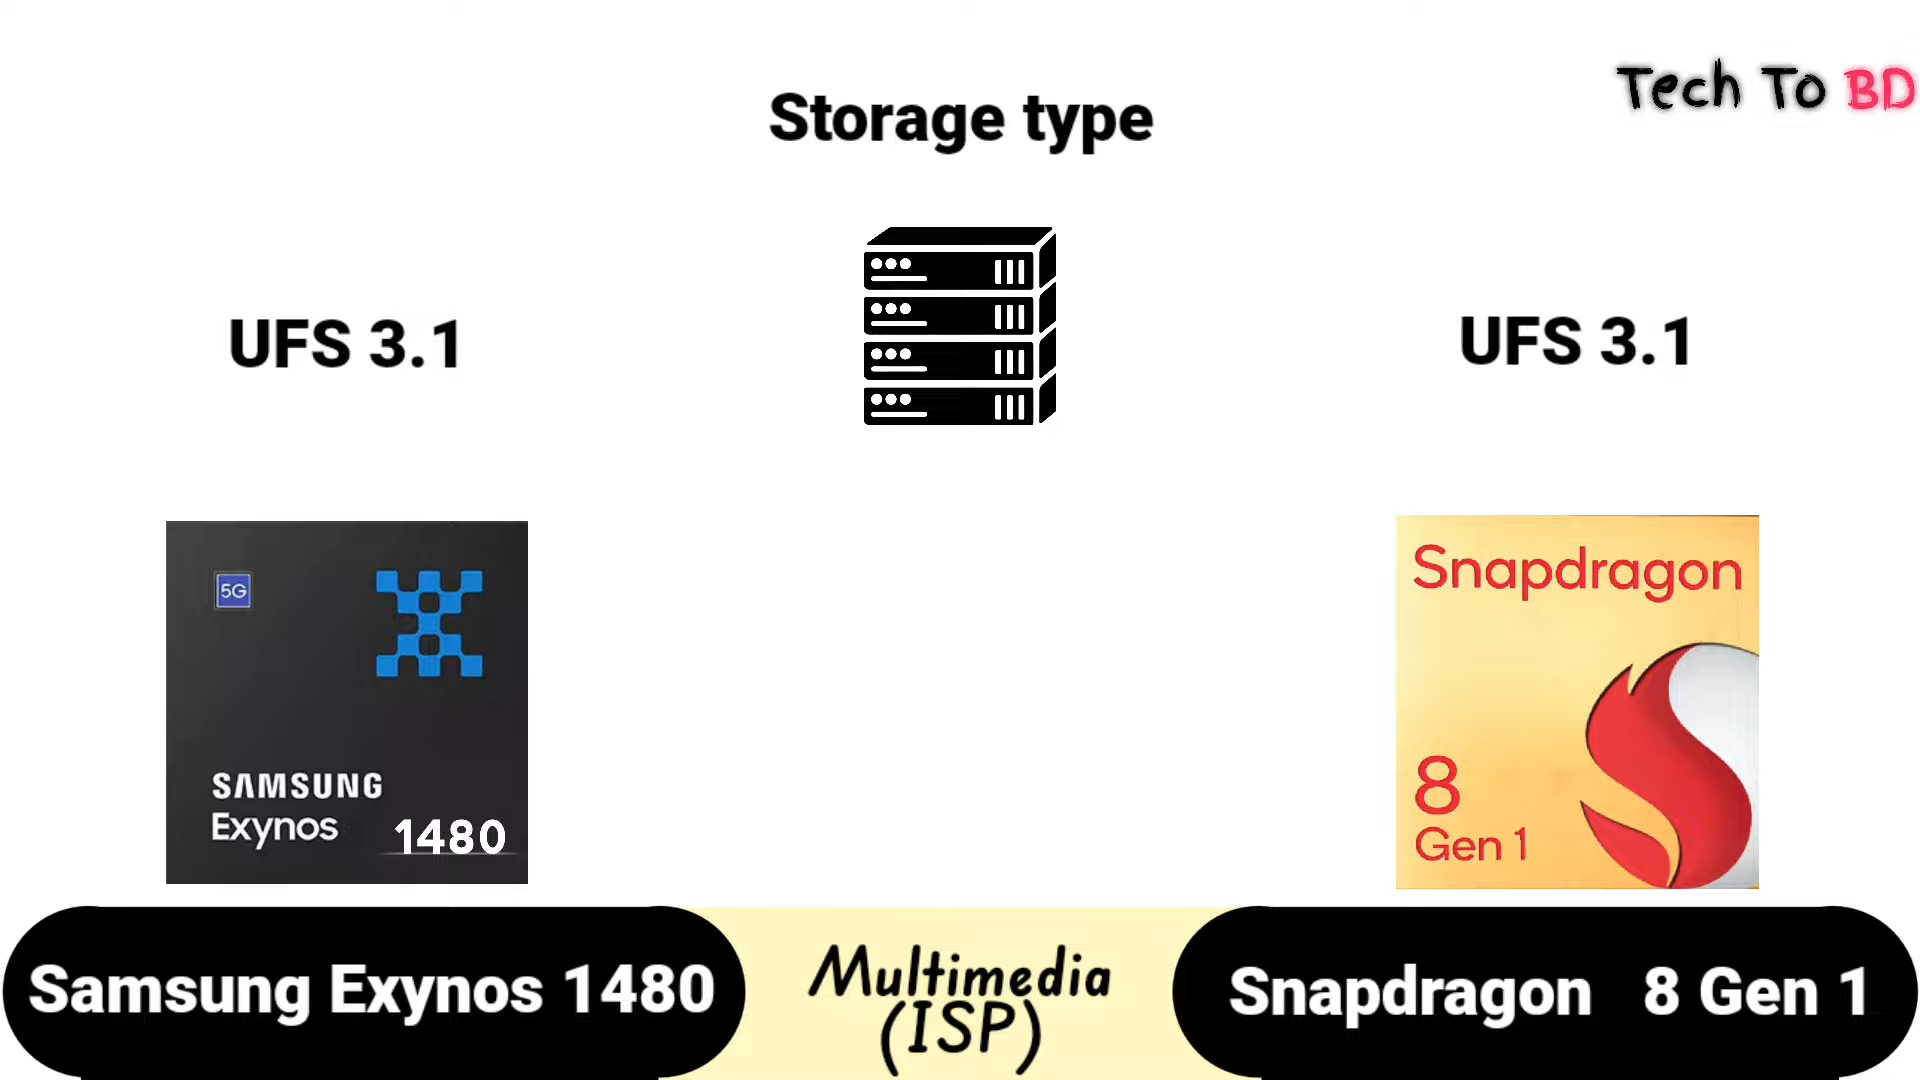 Tech To BD
Storage type
UFS 3.1
UFS 3.1
5G
SAMSUNG
Exynos 1480
Snapdragon
8
Gen 1
Samsung Exynos 1480
Multimedia
(ISP)
Snapdragon 8 Gen 1